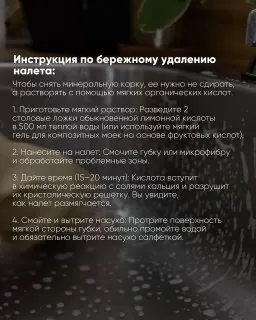 Инструкция по бережному удалению
налета:
Чтобы снять минеральную корку, ее нужно не сдирать,
а растворять с помощью мягких органических кислот.
1. Приготовьте мягкий раствор: Разведите 2
столовые ложки обыкновенной лимонной кислоты
в 500 мл теплой воды (или используйте мягкий
гель для композитных моек на основе фруктовых кислот).
2. Нанесите на налет: Смочите губку или микрофибру
и обработайте проблемные зоны.
3. Дайте время (15–20 минут): Кислота вступит
в химическую реакцию с солями кальция и разрушит
их кристаллическую решетку. Вы увидите,
как налет размягчается.
4. Смойте и вытрите насухо: Протрите поверхность
мягкой стороной губки, обильно промойте водой
и обязательно вытрите насухо салфеткой.